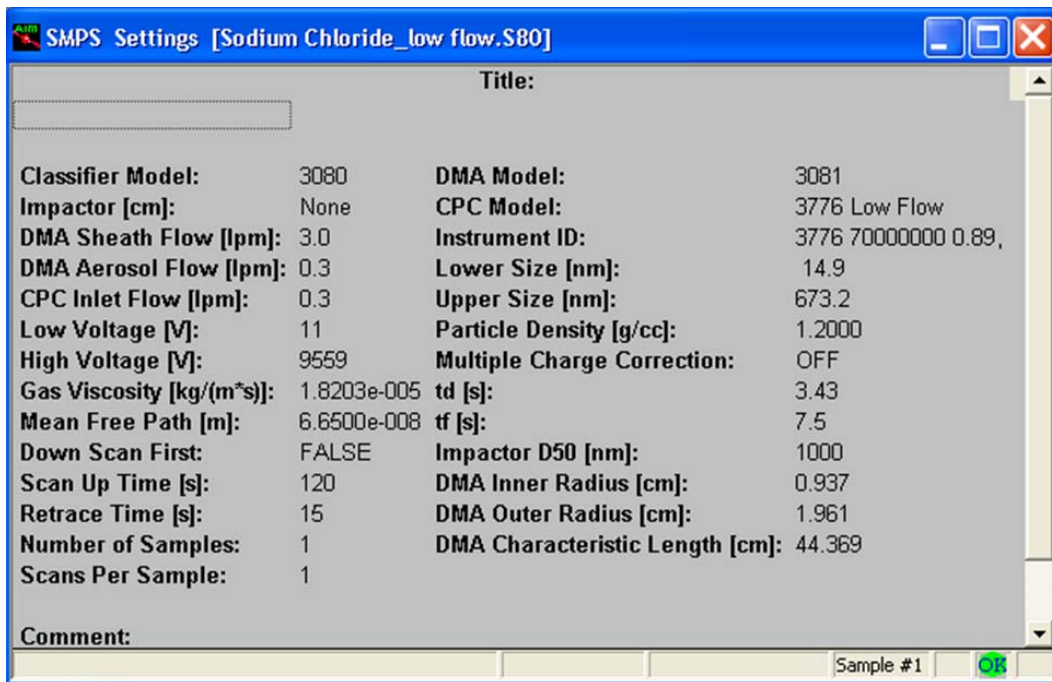 AIM
SMPS Settings [Sodium Chloride_low flow.S80]
Title:
Classifier Model: 3080 DMA Model: 3081
Impactor [cm]: None CPC Model: 3776 Low Flow
DMA Sheath Flow [lpm]: 3.0 Instrument ID: 3776 70000000 0.89,
DMA Aerosol Flow [lpm]: 0.3 Lower Size [nm]: 14.9
CPC Inlet Flow [lpm]: 0.3 Upper Size [nm]: 673.2
Low Voltage [V]: 11 Particle Density [g/cc]: 1.2000
High Voltage [V]: 9559 Multiple Charge Correction: OFF
Gas Viscosity [kg/(m*s)]: 1.8203e-005 td [s]: 3.43
Mean Free Path [m]: 6.6500e-008 tf [s]: 7.5
Down Scan First: FALSE Impactor D50 [nm]: 1000
Scan Up Time [s]: 120 DMA Inner Radius [cm]: 0.937
Retrace Time [s]: 15 DMA Outer Radius [cm]: 1.961
Number of Samples: 1 DMA Characteristic Length [cm]: 44.369
Scans Per Sample: 1
Comment:
Sample #1 OK